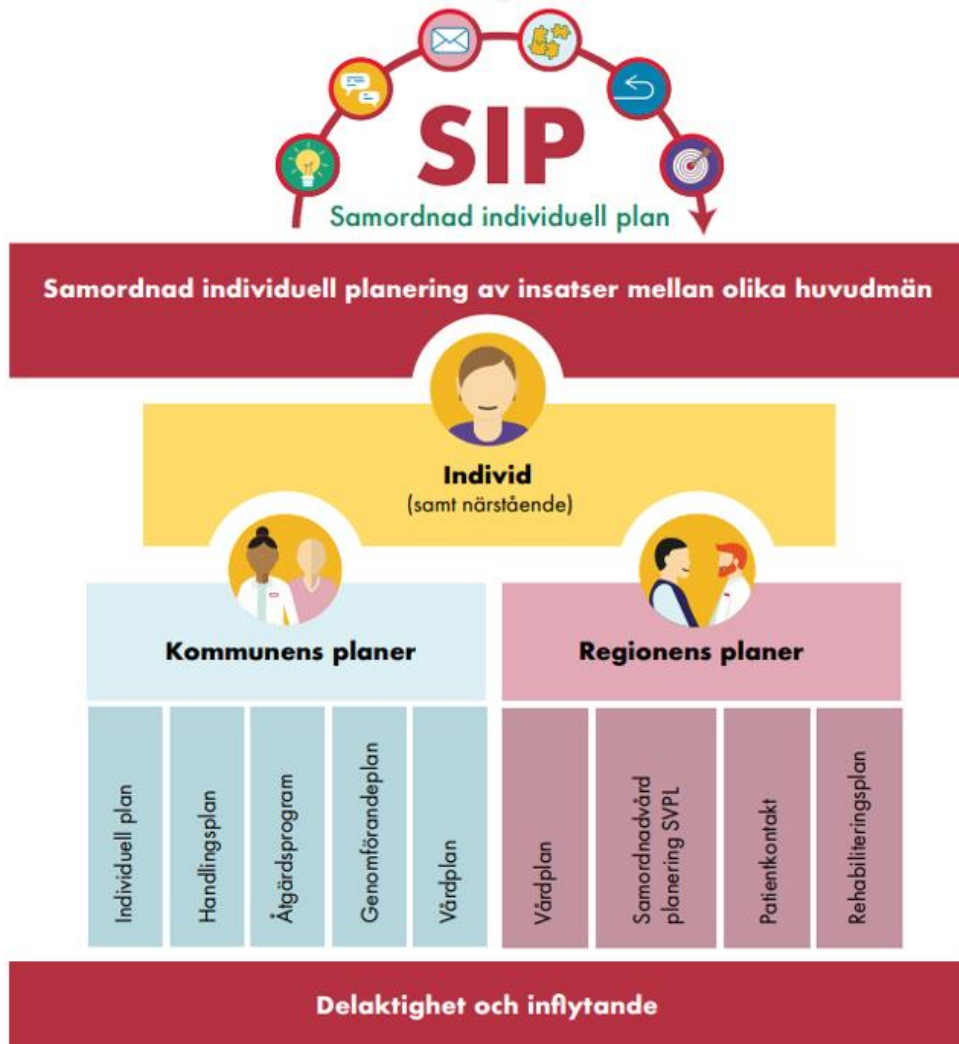 SIP
Samordnad individuell plan
Samordnad individuell planering av insatser mellan olika huvudmän
Individ
(samt närstående)
Kommunens planer
Regionens planer
Individuell plan
Handlingsplan
Åtgärdsprogram
Genomförandeplan
Vårdplan
Vårdplan
Samordnadvård
planering SVPL
Patientkontakt
Rehabiliteringsplan
Delaktighet och inflytande